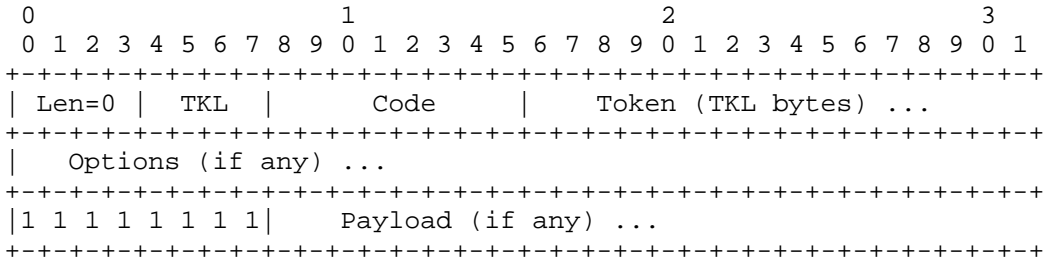 0                   1                   2                   3
 0 1 2 3 4 5 6 7 8 9 0 1 2 3 4 5 6 7 8 9 0 1 2 3 4 5 6 7 8 9 0 1
+-+-+-+-+-+-+-+-+-+-+-+-+-+-+-+-+-+-+-+-+-+-+-+-+-+-+-+-+-+-+-+-+
| Len=0 |  TKL  |      Code     |    Token (TKL bytes) ...
+-+-+-+-+-+-+-+-+-+-+-+-+-+-+-+-+-+-+-+-+-+-+-+-+-+-+-+-+-+-+-+-+
|   Options (if any) ...
+-+-+-+-+-+-+-+-+-+-+-+-+-+-+-+-+-+-+-+-+-+-+-+-+-+-+-+-+-+-+-+-+
|1 1 1 1 1 1 1 1|    Payload (if any) ...
+-+-+-+-+-+-+-+-+-+-+-+-+-+-+-+-+-+-+-+-+-+-+-+-+-+-+-+-+-+-+-+-+